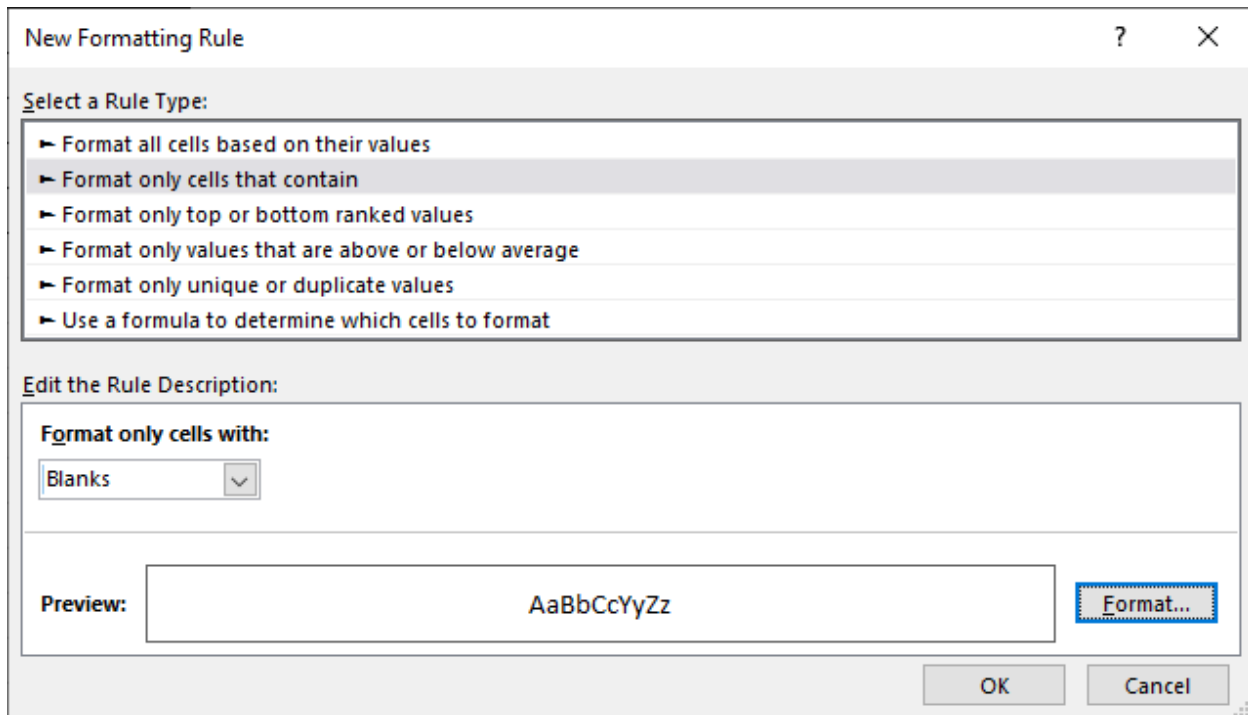 New Formatting Rule ?
Select a Rule Type:
► Format all cells based on their values
► Format only cells that contain
► Format only top or bottom ranked values
► Format only values that are above or below average
► Format only unique or duplicate values
► Use a formula to determine which cells to format
Edit the Rule Description:
Format only cells with:
Blanks
Preview: AaBbCcYyZz Format...
OK Cancel